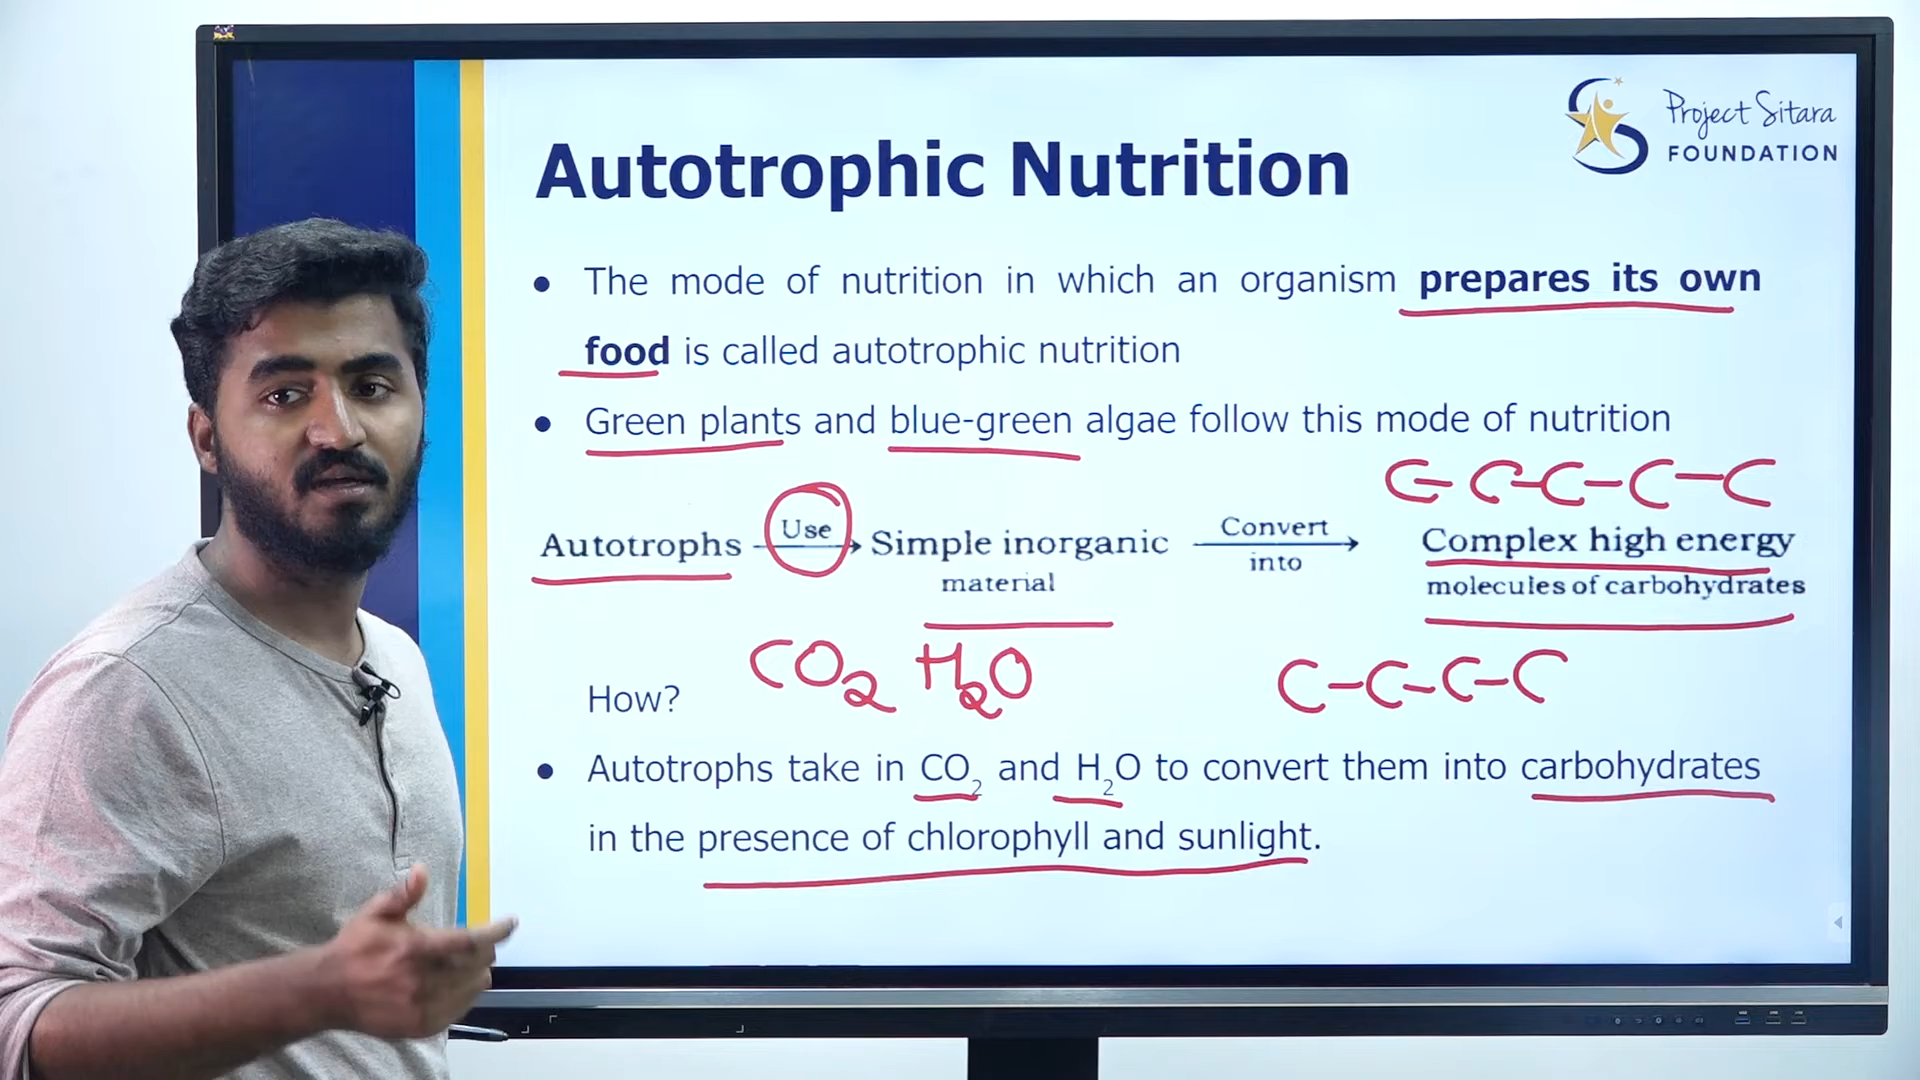 Project Sitara
FOUNDATION
Autotrophic Nutrition
• The mode of nutrition in which an organism prepares its own
food is called autotrophic nutrition
• Green plants and blue-green algae follow this mode of nutrition
C-C-C-C-C
Autotrophs Use Simple inorganic Convert Complex high energy
material into molecules of carbohydrates
CO2 H2O C-C-C-C
How?
• Autotrophs take in CO2 and H2O to convert them into carbohydrates
in the presence of chlorophyll and sunlight.